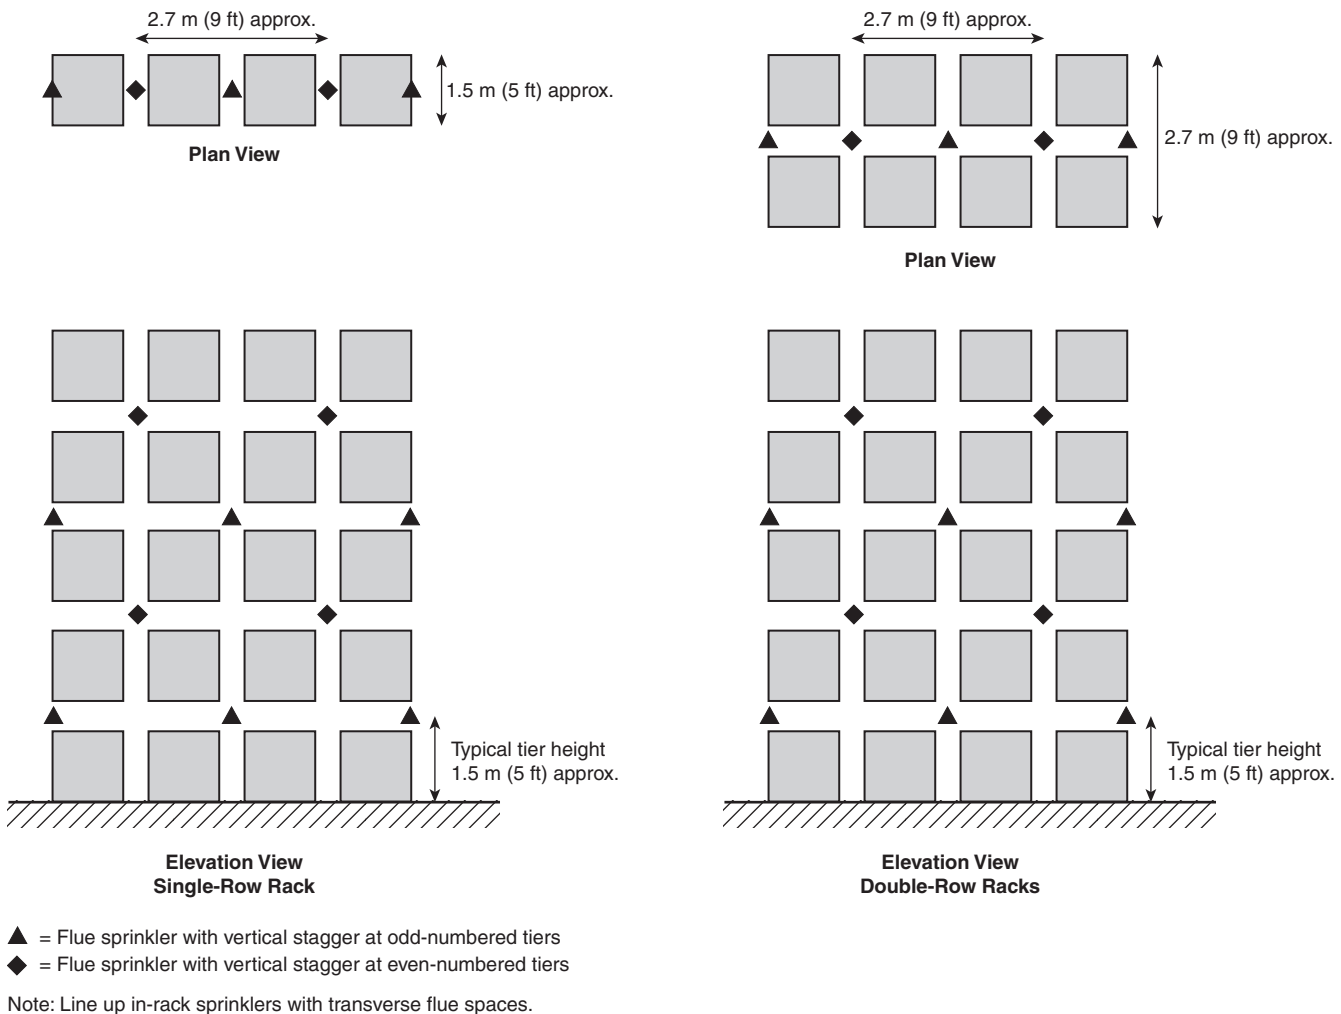 2.7 m (9 ft) approx.
1.5 m (5 ft) approx.
Plan View
2.7 m (9 ft) approx.
2.7 m (9 ft) approx.
Plan View
Typical tier height
1.5 m (5 ft) approx.
Elevation View
Single-Row Rack
Typical tier height
1.5 m (5 ft) approx.
Elevation View
Double-Row Racks
= Flue sprinkler with vertical stagger at odd-numbered tiers
= Flue sprinkler with vertical stagger at even-numbered tiers
Note: Line up in-rack sprinklers with transverse flue spaces.